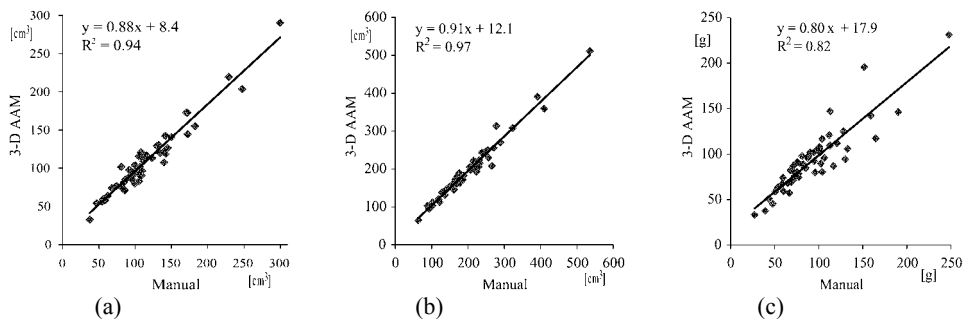 y = 0.88x + 8.4
R² = 0.94
[cm³]
300
250
200
150
100
50
0
3-D AAM
0 50 100 150 200 250 300
Manual
[cm³]
(a)
y = 0.91x + 12.1
R² = 0.97
[cm³]
600
500
400
300
200
100
0
3-D AAM
0 100 200 300 400 500 600
Manual
[cm³]
(b)
y = 0.80x + 17.9
R² = 0.82
[g]
250
200
150
100
50
0
3-D AAM
0 50 100 150 200 250
Manual
[g]
(c)